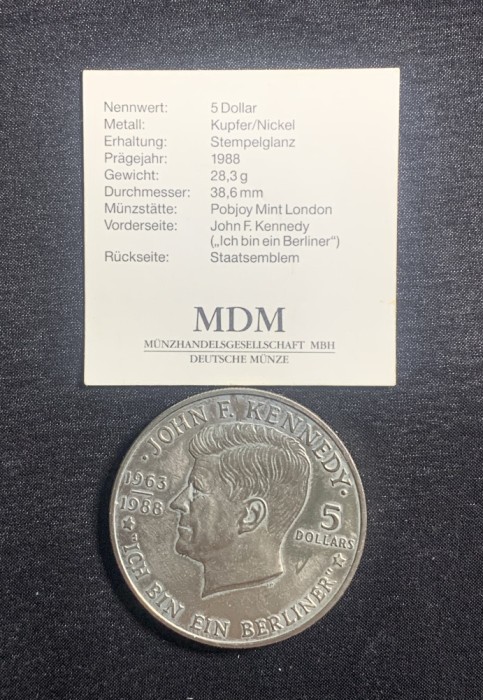 Nennwert: 5 Dollar
Metall: Kupfer/Nickel
Erhaltung: Stempelglanz
Prägejahr: 1988
Gewicht: 28,3 g
Durchmesser: 38,6 mm
Münzstätte: Pobjoy Mint London
Vorderseite: John F. Kennedy
(„Ich bin ein Berliner“)
Rückseite: Staatsemblem
MDM
MÜNZHANDELSGESELLSCHAFT MBH
DEUTSCHE MÜNZE
· JOHN F. KENNEDY ·
1963
1988
5
DOLLARS
"ICH BIN EIN BERLINER"